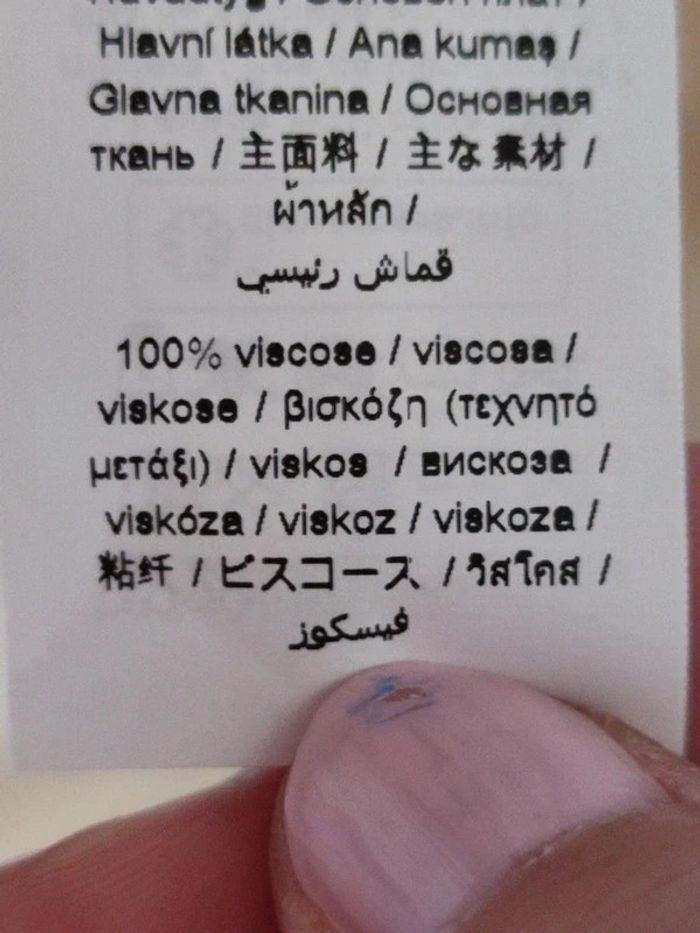 Hlavní látka / Ana kumaş /
Glavna tkanina / Основная
ткань / 主面料 / 主な素材 /
ผ้าหลัก /
قماش رئيسي
100% viscose / viscosa /
viskose / βισκόζη (τεχνητό
μετάξι) / viskos / вискоза /
viskóza / viskoz / viskoza /
粘纤 / ビスコース / วิสโคส /
فيسكوز